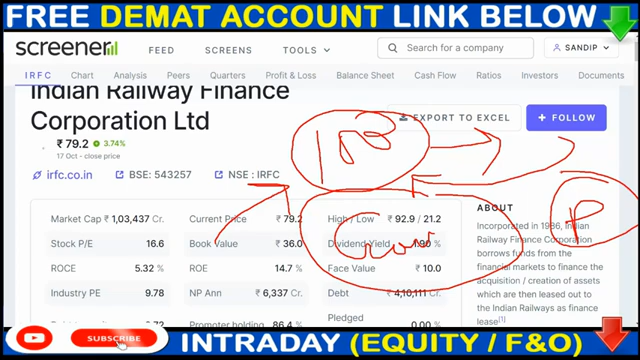 FREE DEMAT ACCOUNT LINK BELOW
screener
FEED
SCREENS
TOOLS
Search for a company
SANDIP
IRFC
Chart
Analysis
Peers
Quarters
Profit & Loss
Balance Sheet
Cash Flow
Ratios
Investors
Documents
Indian Railway Finance
Corporation Ltd
EXPORT TO EXCEL
+ FOLLOW
₹ 79.2 3.74%
17 Oct - close price
irfc.co.in
BSE: 543257
NSE : IRFC
Market Cap ₹ 1,03,437 Cr.
Current Price ₹ 79.2
High / Low ₹ 92.9 / 21.2
Stock P/E 16.6
Book Value ₹ 36.0
Dividend Yield 1.90 %
ROCE 5.32 %
ROE 14.7 %
Face Value ₹ 10.0
Industry PE 9.78
NP Ann ₹ 6,337 Cr.
Debt ₹ 4,10,111 Cr.
Promoter holding 86.4 %
Pledged
0.00 %
ABOUT
Incorporated in 1986, Indian
Railway Finance Corporation
borrows funds from the
financial markets to finance the
acquisition / creation of assets
which are then leased out to
the Indian Railways as finance
lease.[1]
P
SUBSCRIBE
INTRADAY (EQUITY / F&O)